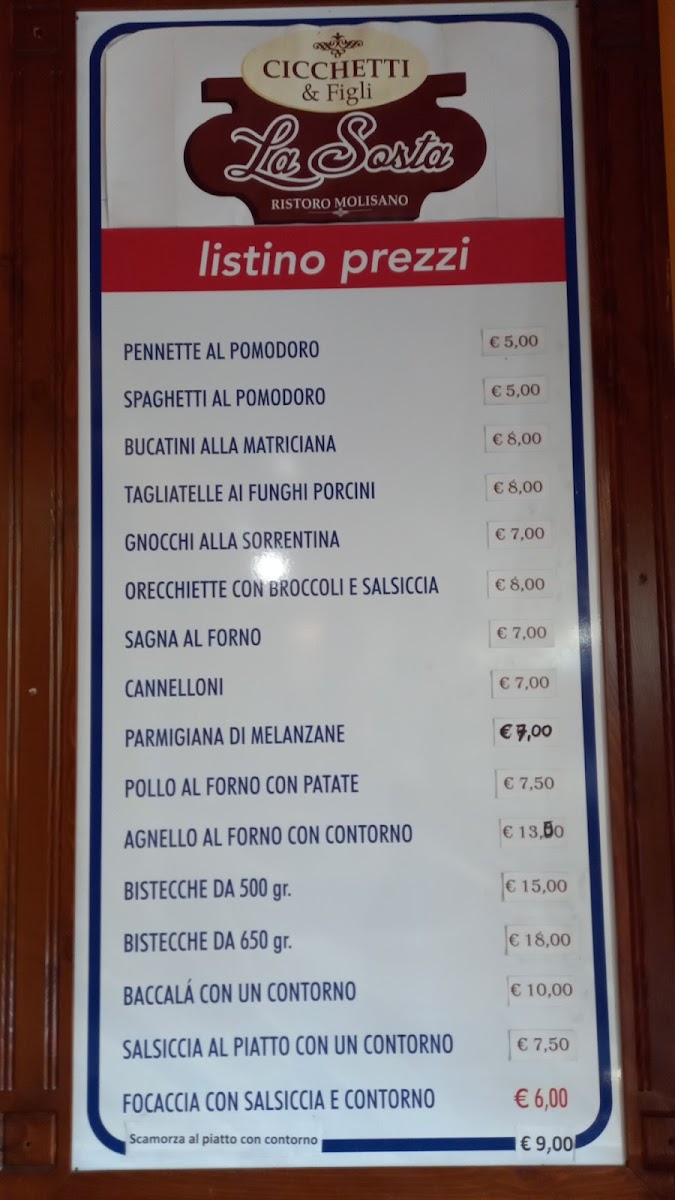 CICCHETTI
& Figli
La Sosta
RISTORO MOLISANO
listino prezzi
PENNETTE AL POMODORO € 5,00
SPAGHETTI AL POMODORO € 5,00
BUCATINI ALLA MATRICIANA € 8,00
TAGLIATELLE AI FUNGHI PORCINI € 8,00
GNOCCHI ALLA SORRENTINA € 7,00
ORECCHIETTE CON BROCCOLI E SALSICCIA € 8,00
SAGNA AL FORNO € 7,00
CANNELLONI € 7,00
PARMIGIANA DI MELANZANE € 7,00
POLLO AL FORNO CON PATATE € 7,50
AGNELLO AL FORNO CON CONTORNO € 13,50
BISTECCHE DA 500 gr. € 15,00
BISTECCHE DA 650 gr. € 18,00
BACCALÁ CON UN CONTORNO € 10,00
SALSICCIA AL PIATTO CON UN CONTORNO € 7,50
FOCACCIA CON SALSICCIA E CONTORNO € 6,00
Scamorza al piatto con contorno € 9,00